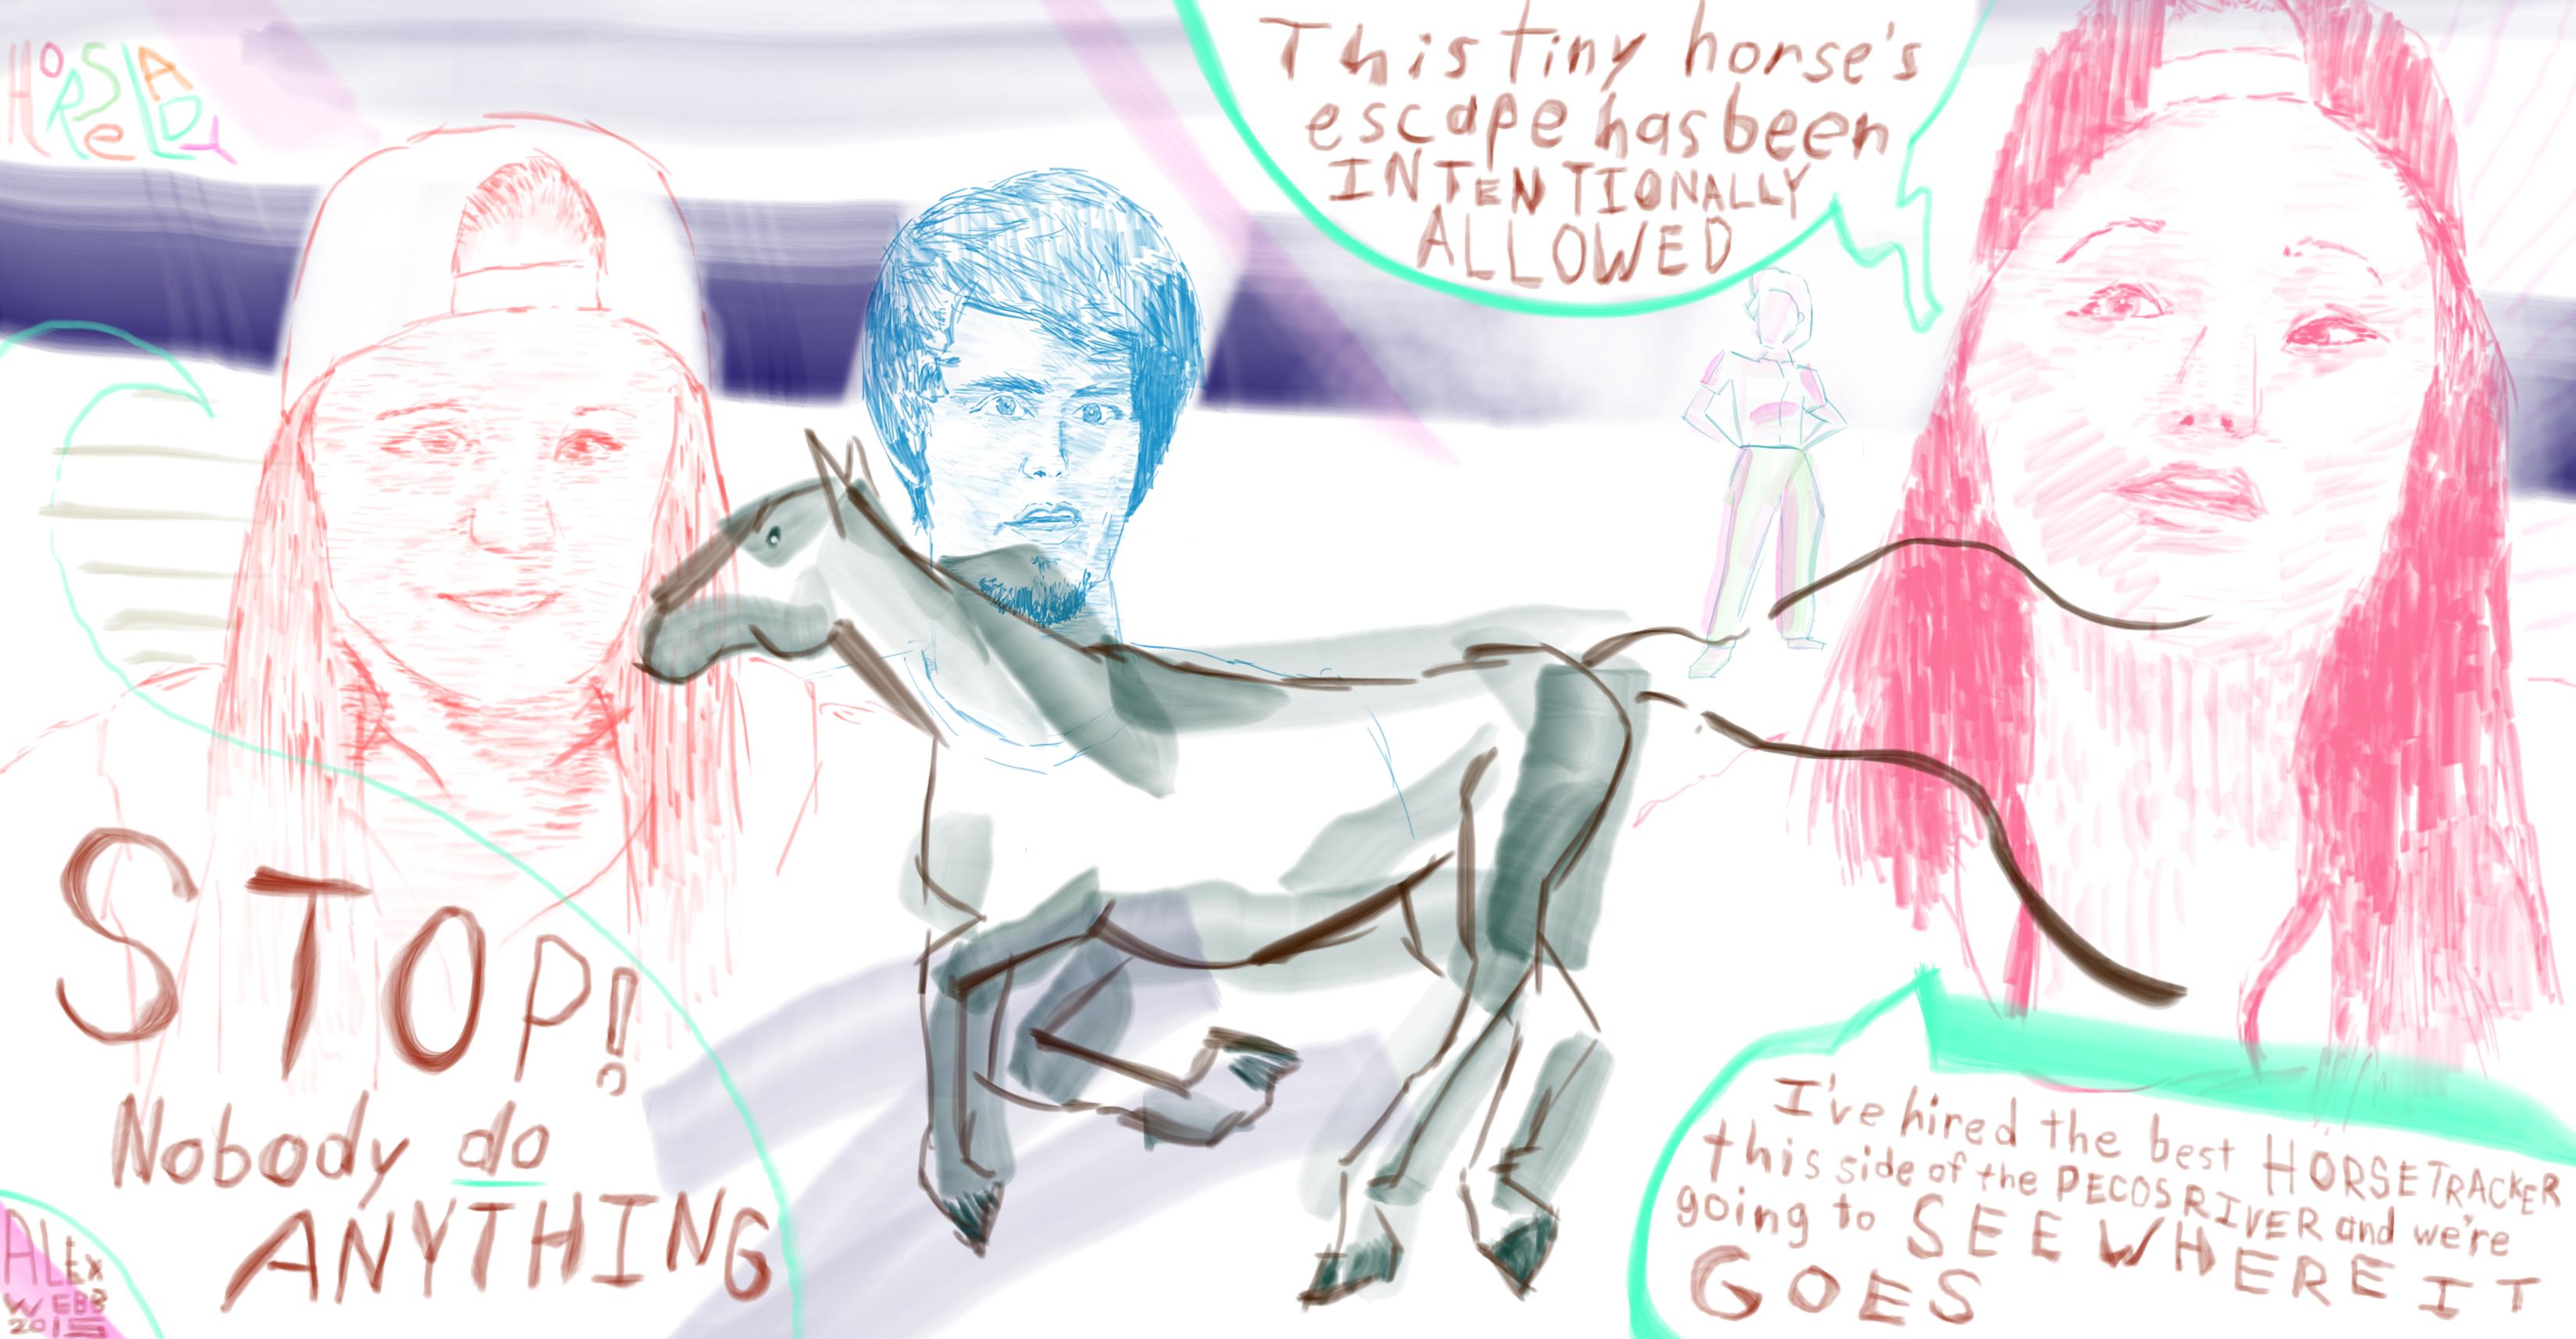 HORSe LADY
This tiny horse's
escape has been
INTENTIONALLY
ALLOWED
STOP!
Nobody do
ANYTHING
I've hired the best HORSETRACKER
this side of the PECOS RIVER and we're
going to SEE WHERE IT
GOES
ALEX
WEBB
2015